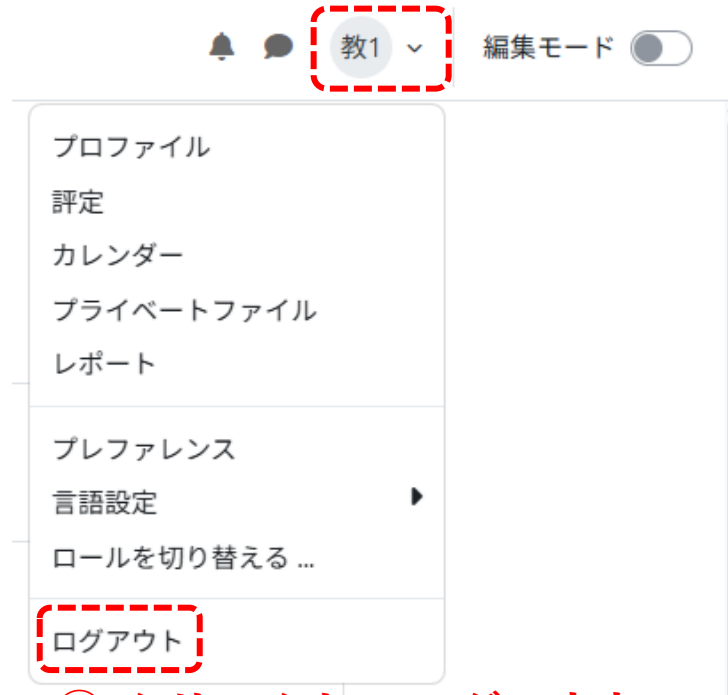 教1 編集モード
プロファイル
評定
カレンダー
プライベートファイル
レポート
プレファレンス
言語設定
ロールを切り替える ...
ログアウト